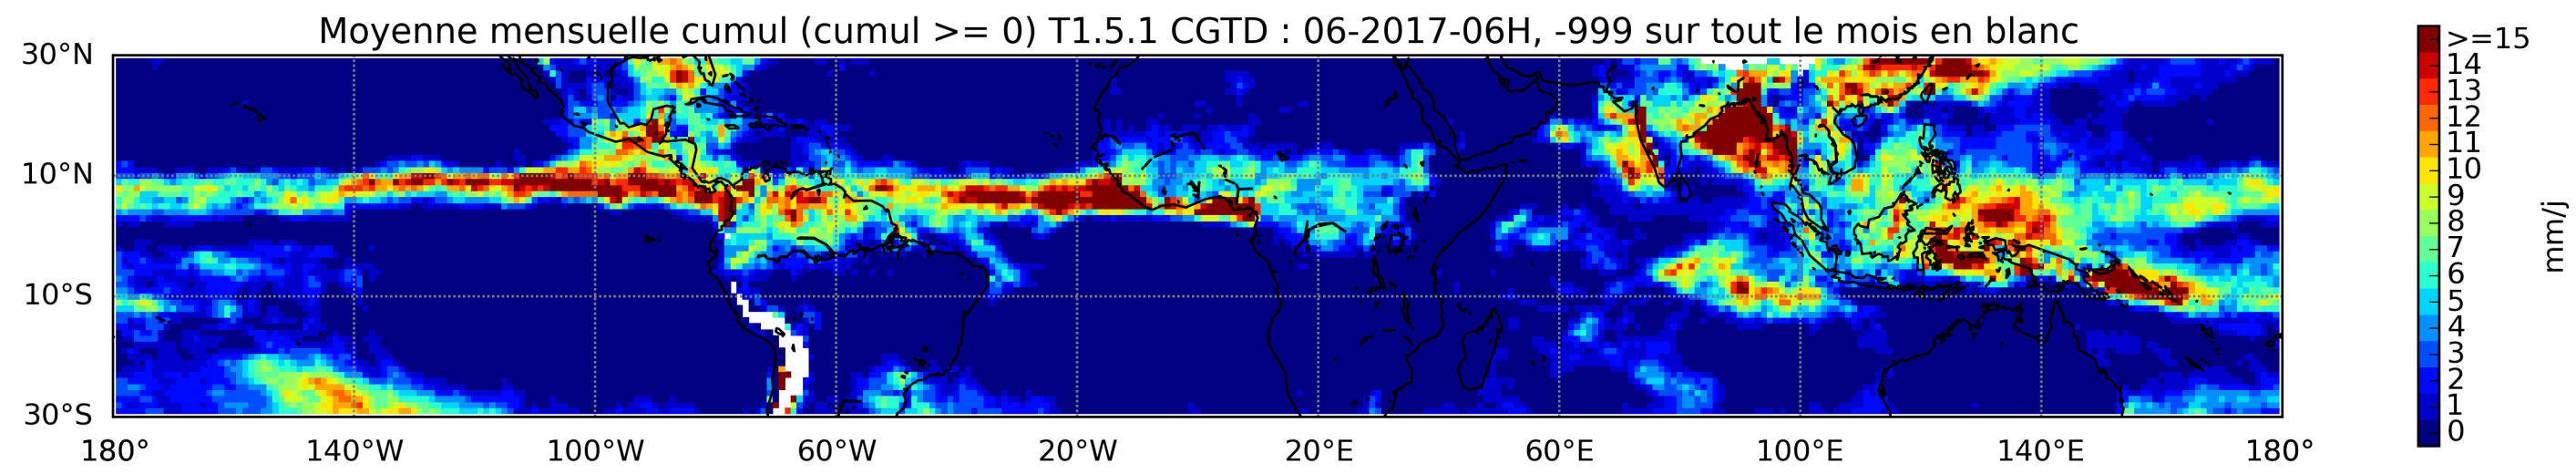 Moyenne mensuelle cumul (cumul >= 0) T1.5.1 CGTD : 06-2017-06H, -999 sur tout le mois en blanc
30°N
10°N
10°S
30°S
180°
140°W
100°W
60°W
20°W
20°E
60°E
100°E
140°E
180°
>=15
14
13
12
11
10
9
8
7
6
5
4
3
2
1
0
mm/j